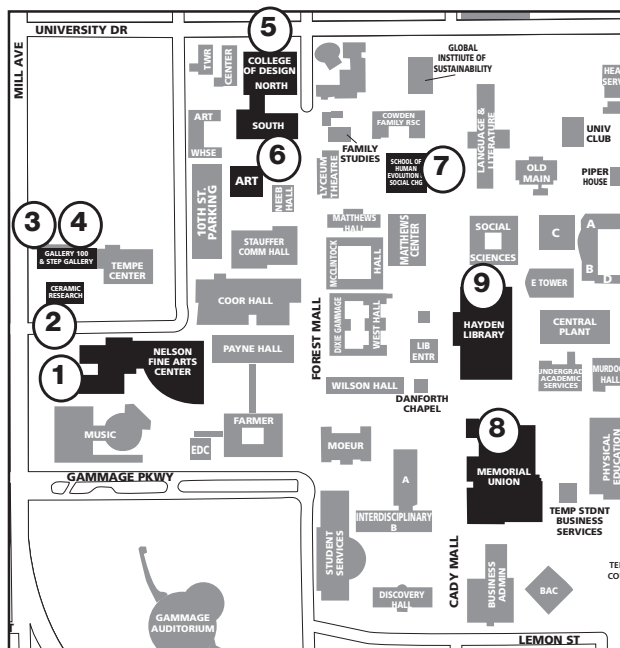 UNIVERSITY DR
MILL AVE
5
COLLEGE
OF DESIGN
NORTH
SOUTH
TWR
CENTER
GLOBAL
INSTIITUE OF
SUSTAINABILITY
ART
WHSE
6
ART
NEEB
HALL
10TH ST.
PARKING
FAMILY
STUDIES
COWDEN
FAMILY RSC
LYCEUM
THEATRE
SCHOOL OF
HUMAN
EVOLUTION
SOCIAL CHG
7
LANGUAGE &
LITERATURE
UNIV
CLUB
OLD
MAIN
PIPER
HOUSE
3
4
GALLERY 100
& STEP GALLERY
TEMPE
CENTER
CERAMIC
RESEARCH
2
STAUFFER
COMM HALL
COOR HALL
MATTHEWS
HALL
MATTHEWS
CENTER
MCCLINTOCK
HALL
SOCIAL
SCIENCES
C
A
B
D
E TOWER
9
HAYDEN
LIBRARY
CENTRAL
PLANT
FOREST MALL
DIXIE GAMMAGE
WEST HALL
LIB
ENTR
1
NELSON
FINE ARTS
CENTER
PAYNE HALL
WILSON HALL
DANFORTH
CHAPEL
UNDERGRAD
ACADEMIC
SERVICES
MUSIC
FARMER
EDC
MOEUR
8
MEMORIAL
UNION
PHYSICAL
EDUCATION
GAMMAGE PKWY
A
INTERDISCIPLINARY
B
STUDENT
SERVICES
TEMP STDNT
BUSINESS
SERVICES
CADY MALL
BUSINESS
ADMIN
BAC
DISCOVERY
HALL
GAMMAGE
AUDITORIUM
LEMON ST